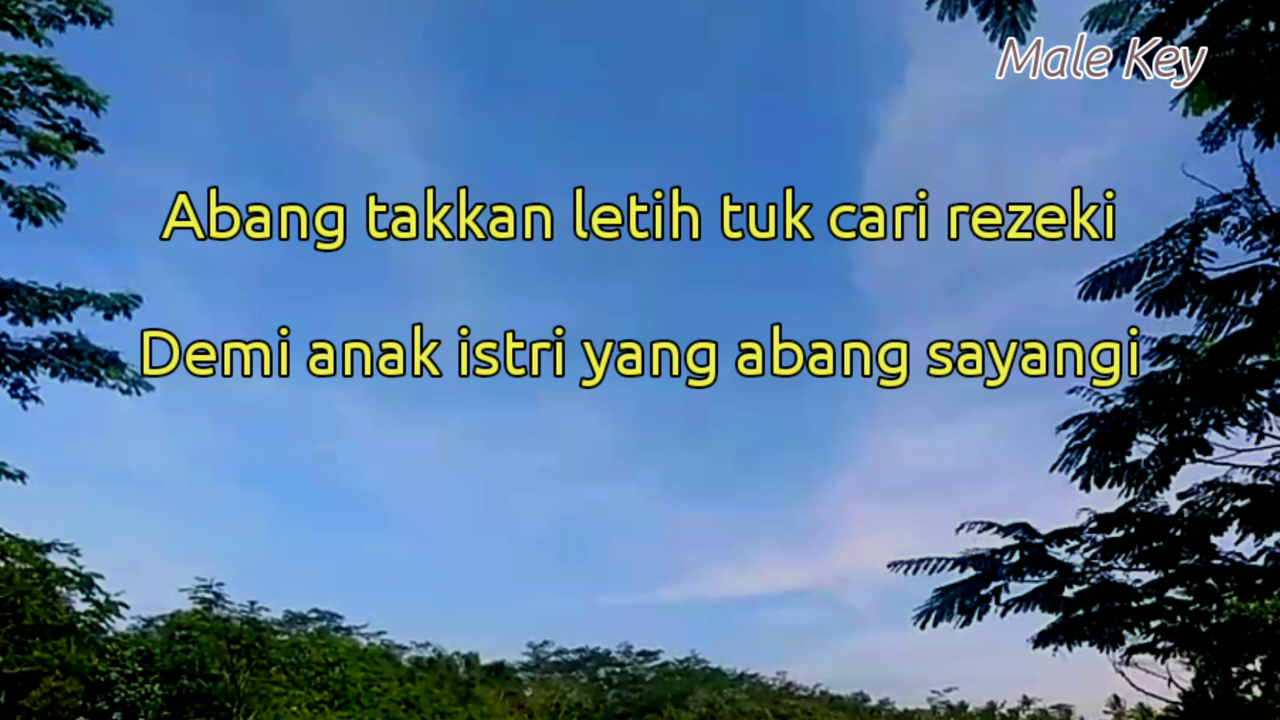 Male Key
Abang takkan letih tuk cari rezeki
Demi anak istri yang abang sayangi